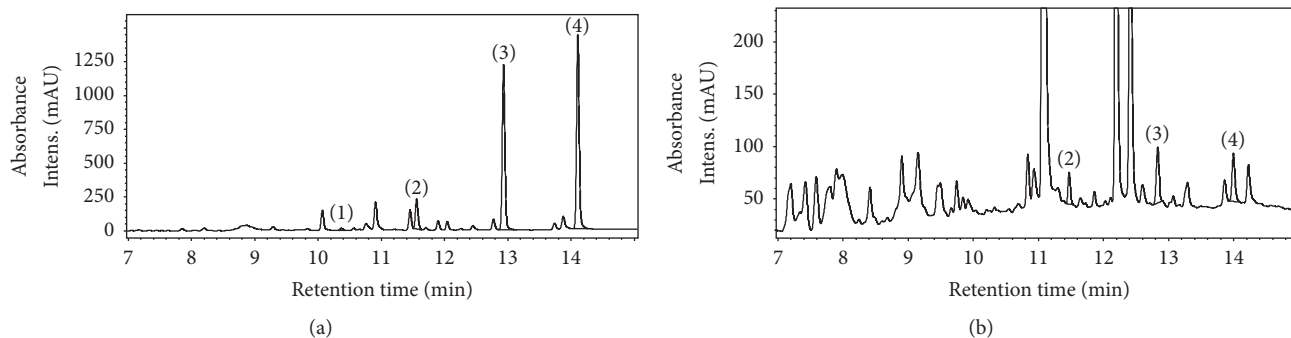 Absorbance
Intens. (mAU)
1250
1000
750
500
250
0
(1)
(2)
(3)
(4)
7 8 9 10 11 12 13 14
Retention time (min)
(a)
Absorbance
Intens. (mAU)
200
150
100
50
(2)
(3)
(4)
7 8 9 10 11 12 13 14
Retention time (min)
(b)